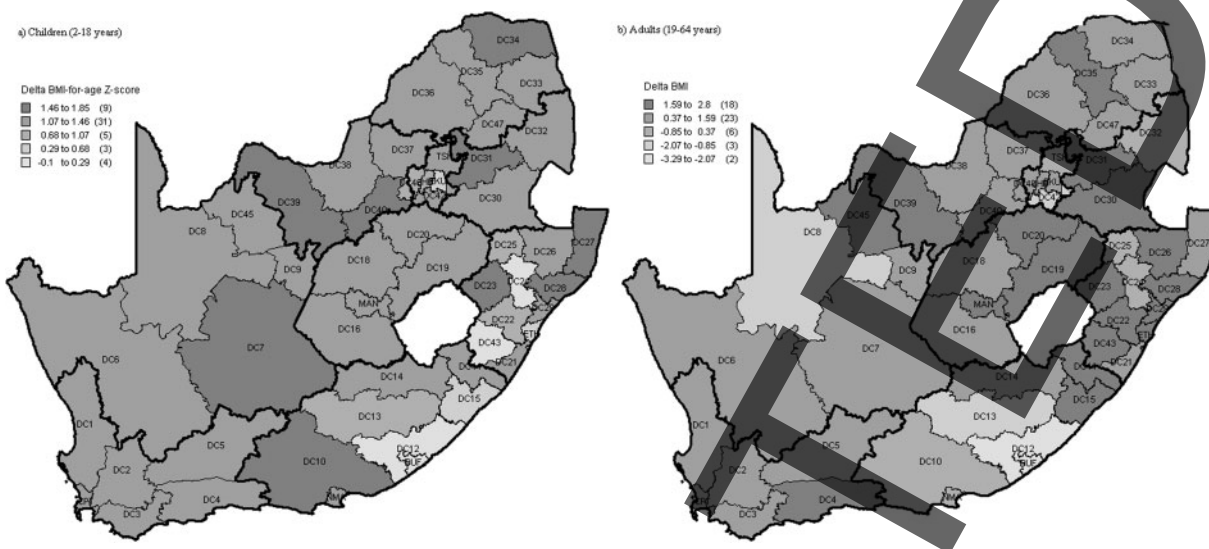 a) Children (2-18 years)
Delta BMI-for-age Z-score
1.46 to 1.85 (9)
1.07 to 1.46 (31)
0.68 to 1.07 (5)
0.29 to 0.68 (3)
-0.1 to 0.29 (4)
DC34
DC35
DC33
DC36
DC47
DC32
DC37
DC38
DC31
DC39
DC40
DC30
DC45
DC8
DC20
DC27
DC25
DC26
DC9
DC18
DC19
DC23
DC28
MAN
DC22
DC16
DC43
DC7
DC21
DC6
DC14
DC15
DC13
DC1
DC5
DC12
BUF
DC2
DC10
DC4
DC3
b) Adults (19-64 years)
Delta BMI
1.59 to 2.8 (18)
0.37 to 1.59 (23)
-0.85 to 0.37 (6)
-2.07 to -0.85 (3)
-3.29 to -2.07 (2)
DC34
DC35
DC33
DC36
DC47
DC32
DC37
DC38
DC31
DC39
DC30
DC45
DC8
DC20
DC27
DC25
DC26
DC9
DC18
DC19
DC23
DC28
MAN
DC22
DC16
DC43
DC7
DC21
DC6
DC14
DC15
DC13
DC1
DC5
DC12
BUF
DC2
DC10
DC4
DC3